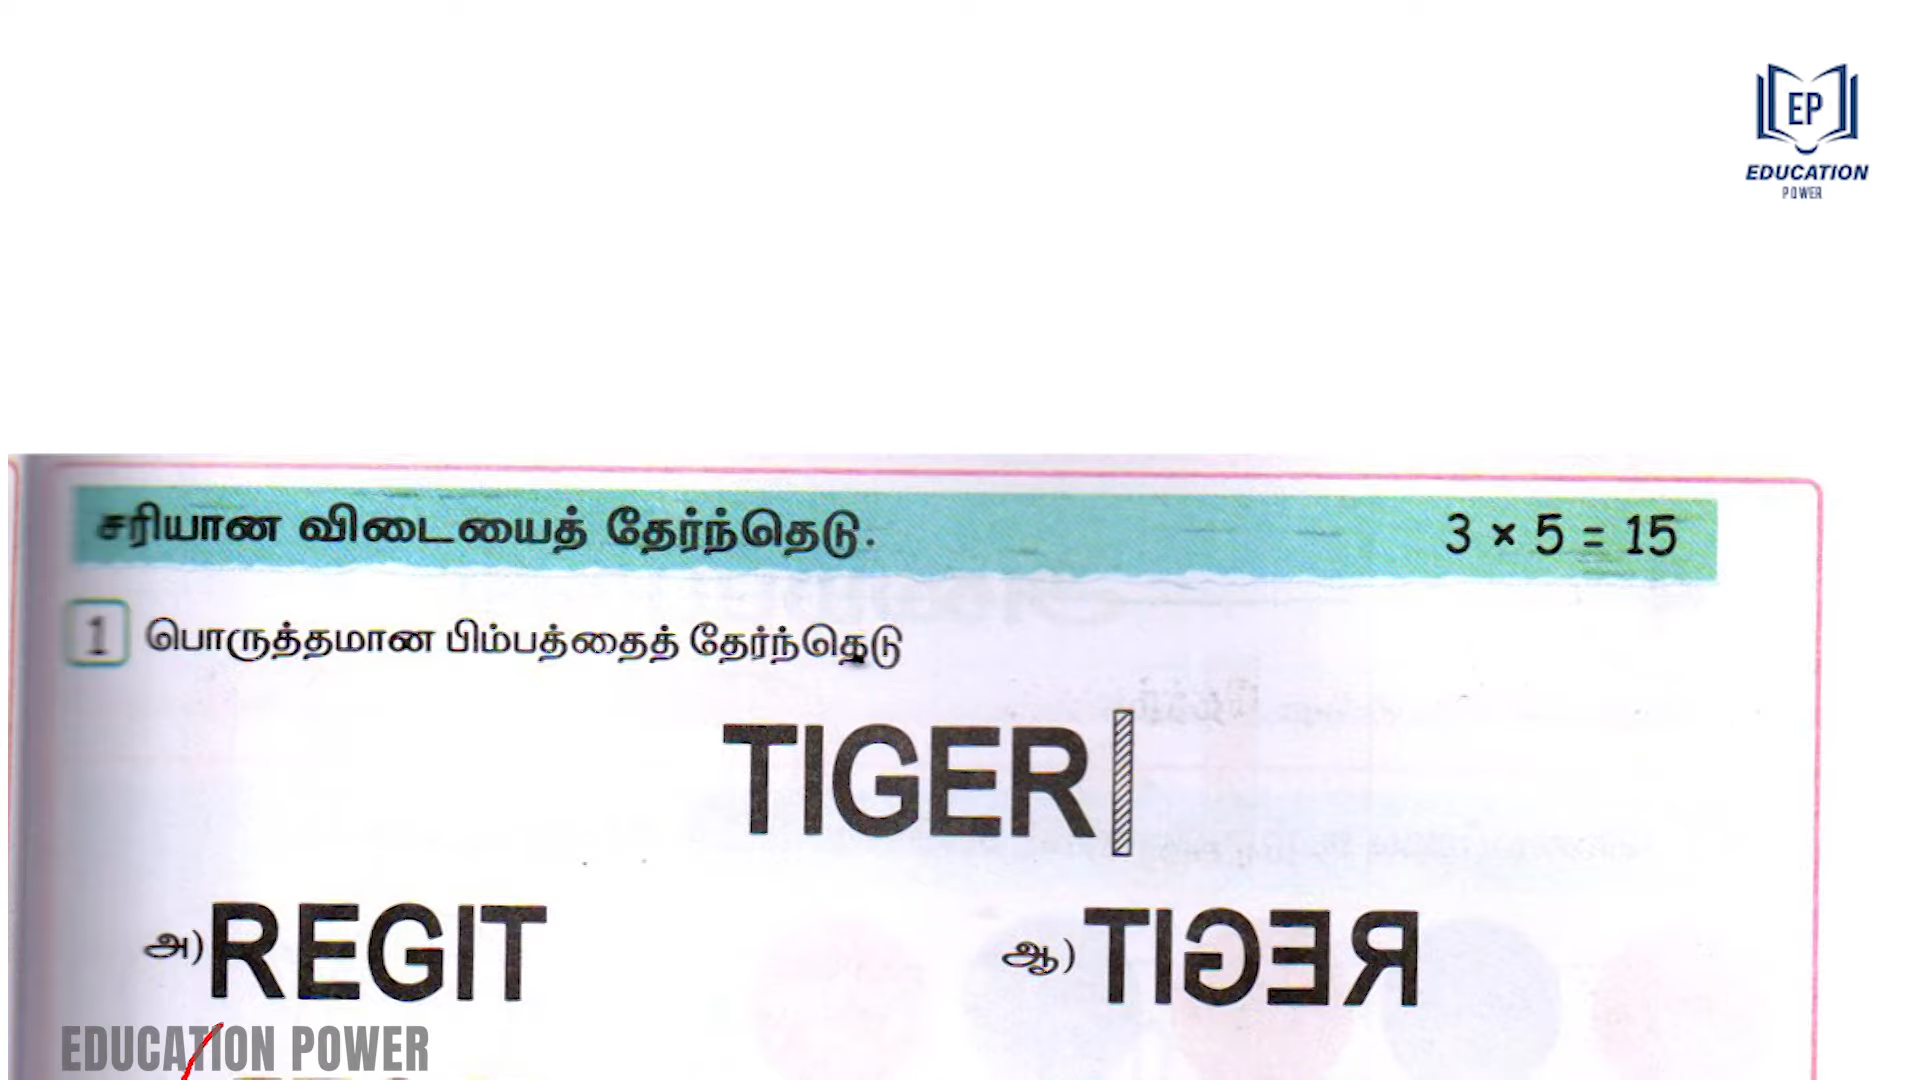 EP
EDUCATION
POWER
சரியான விடையைத் தேர்ந்தெடு. 3 × 5 = 15
1 பொருத்தமான பிம்பத்தைத் தேர்ந்தெடு
TIGER
அ) REGIT ஆ) TIGER
EDUCATION POWER